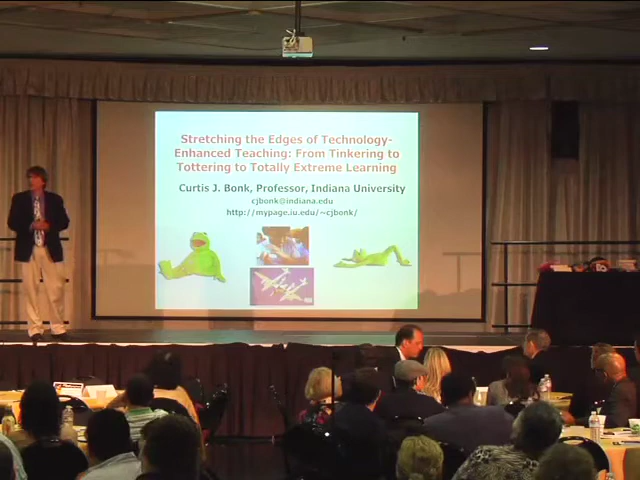 Stretching the Edges of Technology-
Enhanced Teaching: From Tinkering to
Tottering to Totally Extreme Learning
Curtis J. Bonk, Professor, Indiana University
cjbonk@indiana.edu
http://mypage.iu.edu/~cjbonk/